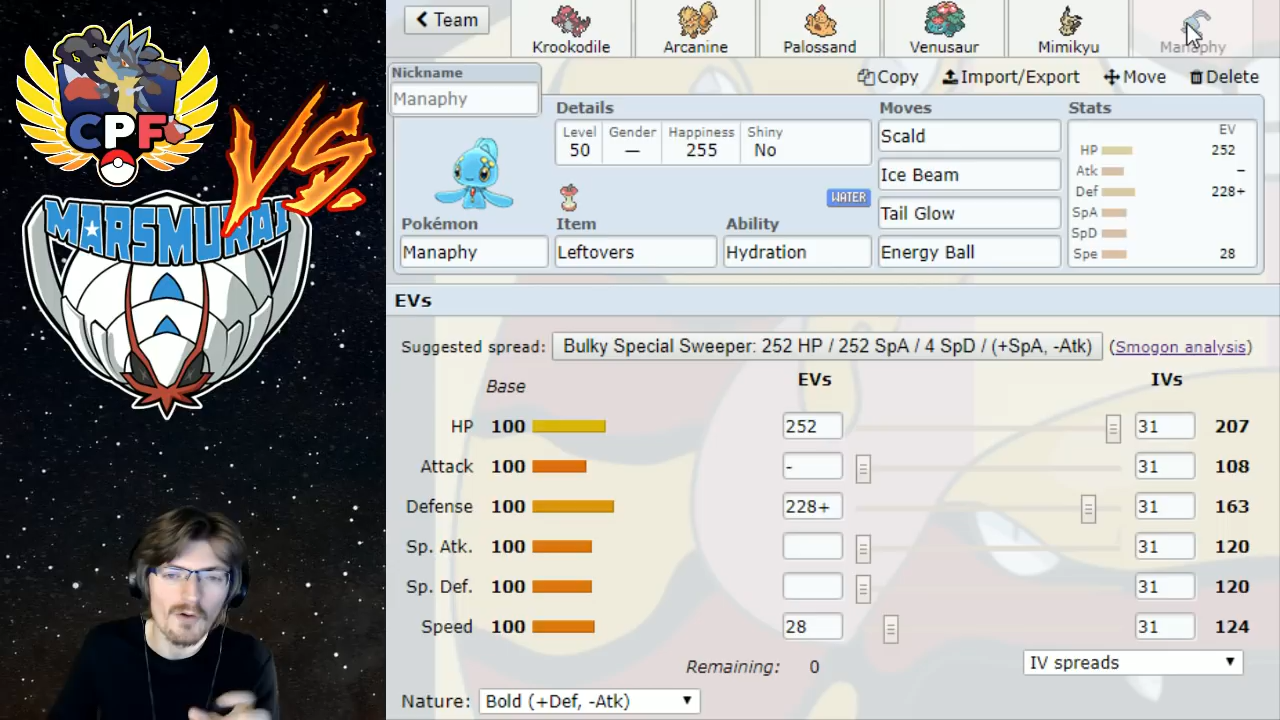 Team
Krookodile
Arcanine
Palossand
Venusaur
Mimikyu
Manaphy
Nickname
Manaphy
Copy
Import/Export
Move
Delete
CPF
VS
MARSMURAI
Details
Level
50
Gender
—
Happiness
255
Shiny
No
WATER
Pokémon
Manaphy
Item
Leftovers
Ability
Hydration
Moves
Scald
Ice Beam
Tail Glow
Energy Ball
Stats
EV
HP 252
Atk –
Def 228+
SpA
SpD
Spe 28
EVs
Suggested spread: Bulky Special Sweeper: 252 HP / 252 SpA / 4 SpD / (+SpA, -Atk) (Smogon analysis)
Base EVs IVs
HP 100 252 31 207
Attack 100 - 31 108
Defense 100 228+ 31 163
Sp. Atk. 100 31 120
Sp. Def. 100 31 120
Speed 100 28 31 124
Remaining: 0
IV spreads
Nature: Bold (+Def, -Atk)